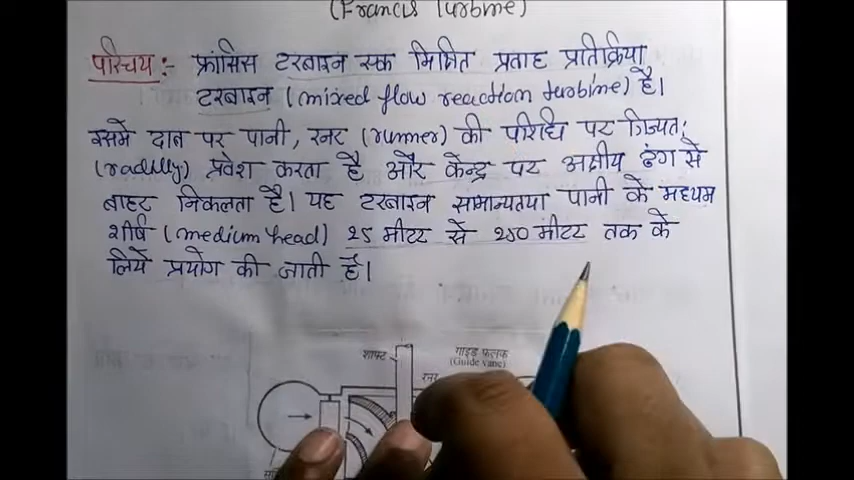 (Francis Turbine)
परिचय :- फ्रांसिस टरबाइन एक मिश्रित प्रवाह प्रतिक्रिया
टरबाइन (mixed flow reaction turbine) है।
इसमें दाब पर पानी, रनर (runner) की परिधि पर त्रिज्यत:
(radilly) प्रवेश करता है और केन्द्र पर अक्षीय ढंग से
बाहर निकलता है। यह टरबाइन सामान्यतया पानी के मध्यम
शीर्ष (medium head) 25 मीटर से 250 मीटर तक के
लिये प्रयोग की जाती है।
शाफ्ट
गाइड फलक
(Guide vane)
रनर